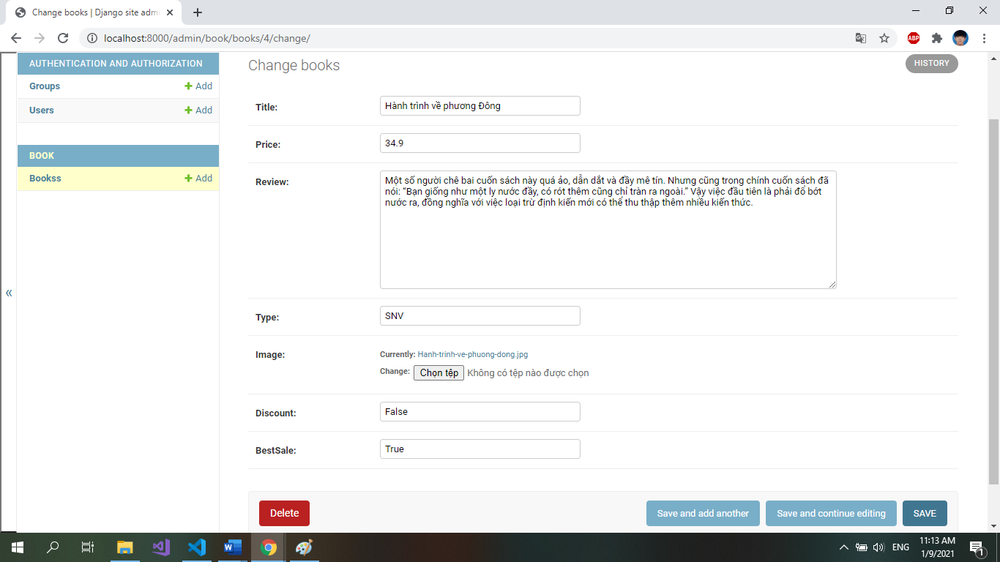 Change books | Django site adm
localhost:8000/admin/book/books/4/change/
ABP
AUTHENTICATION AND AUTHORIZATION
Groups
Add
Users
Add
BOOK
Bookss
Add
«
Change books
HISTORY
Title:
Hành trình về phương Đông
Price:
34.9
Review:
Một số người chê bai cuốn sách này quá ảo, dẫn dắt và đầy mê tín. Nhưng cũng trong chính cuốn sách đã
nói: “Bạn giống như một ly nước đầy, có rót thêm cũng chỉ tràn ra ngoài.” Vậy việc đầu tiên là phải đổ bớt
nước ra, đồng nghĩa với việc loại trừ định kiến mới có thể thu thập thêm nhiều kiến thức.
Type:
SNV
Image:
Currently: Hanh-trinh-ve-phuong-dong.jpg
Change: Chọn tệp Không có tệp nào được chọn
Discount:
False
BestSale:
True
Delete
Save and add another
Save and continue editing
SAVE
ENG
11:13 AM
1/9/2021
1